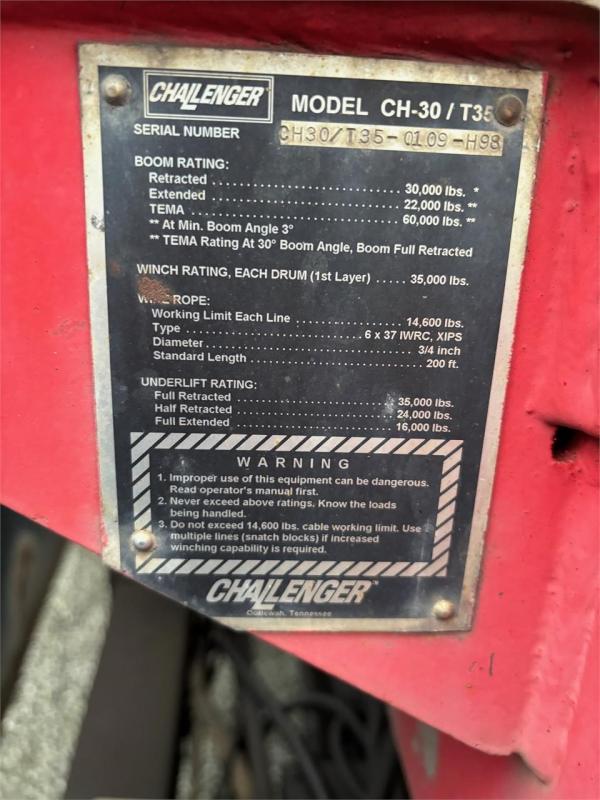 CHALLENGER
MODEL CH-30 / T35
SERIAL NUMBER CH30/T35-0109-H98
BOOM RATING:
Retracted ........................................ 30,000 lbs. *
Extended ........................................ 22,000 lbs. **
TEMA ........................................ 60,000 lbs. **
** At Min. Boom Angle 3°
** TEMA Rating At 30° Boom Angle, Boom Full Retracted
WINCH RATING, EACH DRUM (1st Layer) ..... 35,000 lbs.
ROPE:
Working Limit Each Line ........................ 14,600 lbs.
Type ........................................ 6 x 37 IWRC, XIPS
Diameter ........................................ 3/4 inch
Standard Length ........................................ 200 ft.
UNDERLIFT RATING:
Full Retracted ........................................ 35,000 lbs.
Half Retracted ........................................ 24,000 lbs.
Full Extended ........................................ 16,000 lbs.
WARNING
1. Improper use of this equipment can be dangerous.
Read operator's manual first.
2. Never exceed above ratings. Know the loads
being handled.
3. Do not exceed 14,600 lbs. cable working limit. Use
multiple lines (snatch blocks) if increased
winching capability is required.
CHALLENGER™
Ooltewah, Tennessee